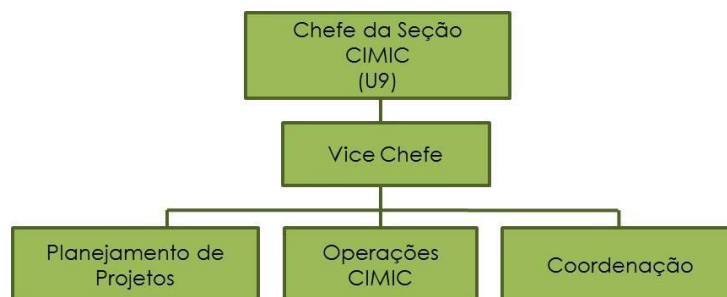 Chefe da Seção
CIMIC
(U9)
Vice Chefe
Planejamento de
Projetos
Operações
CIMIC
Coordenação